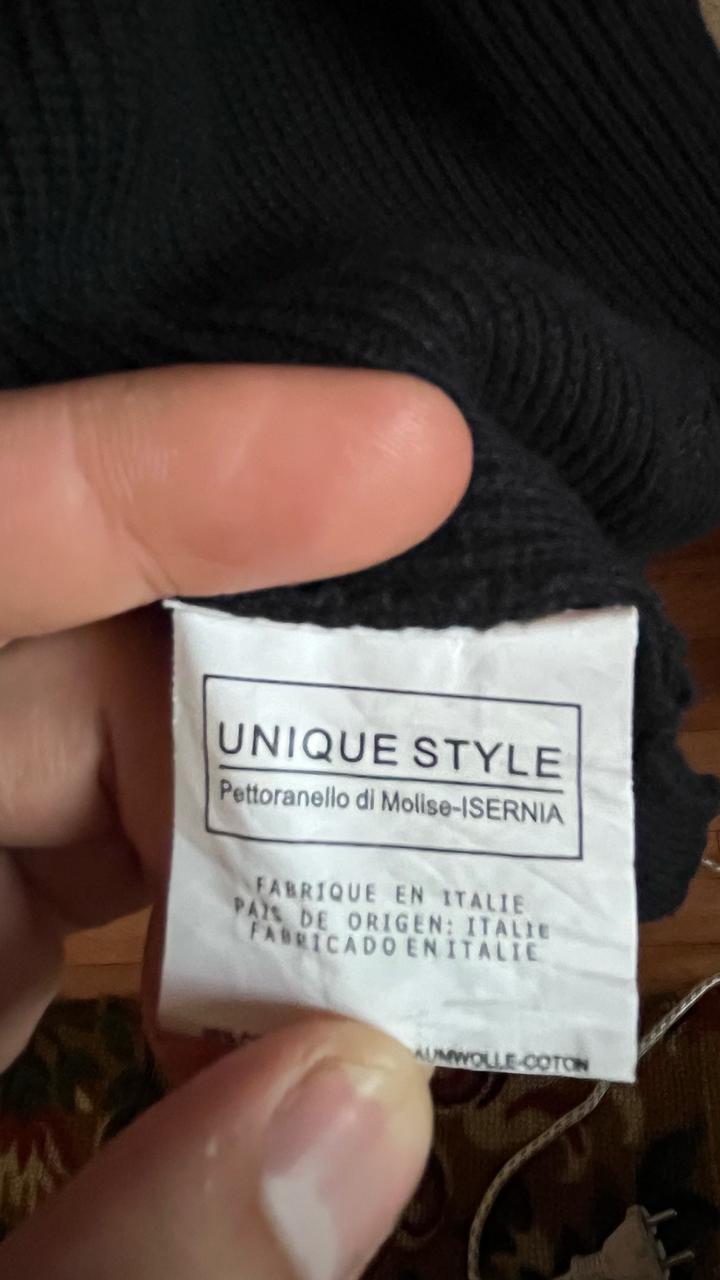 UNIQUE STYLE
Pettoranello di Molise-ISERNIA
FABRIQUE EN ITALIE
PAIS DE ORIGEN: ITALIE
FABRICADO EN ITALIE
AUMWOLLE-COTON